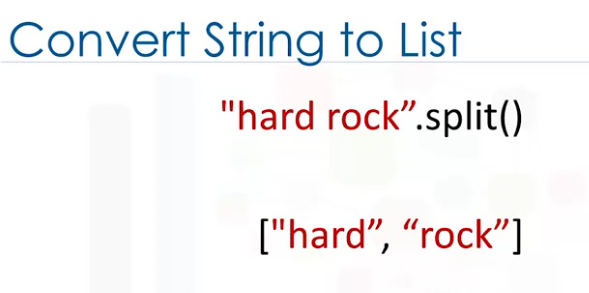 Convert String to List
"hard rock”.split()
["hard”, “rock”]